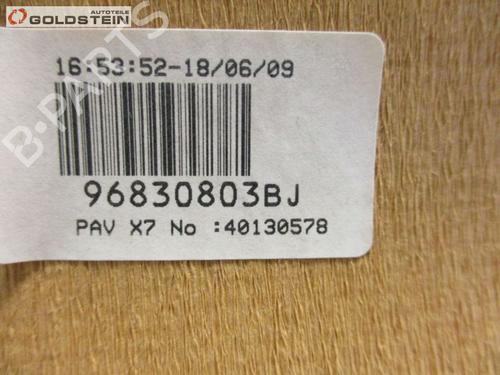 AUTOTEILE
GOLDSTEIN
16:53:52-18/06/09
B-PARTS
96830803BJ
PAV X7 No :40130578